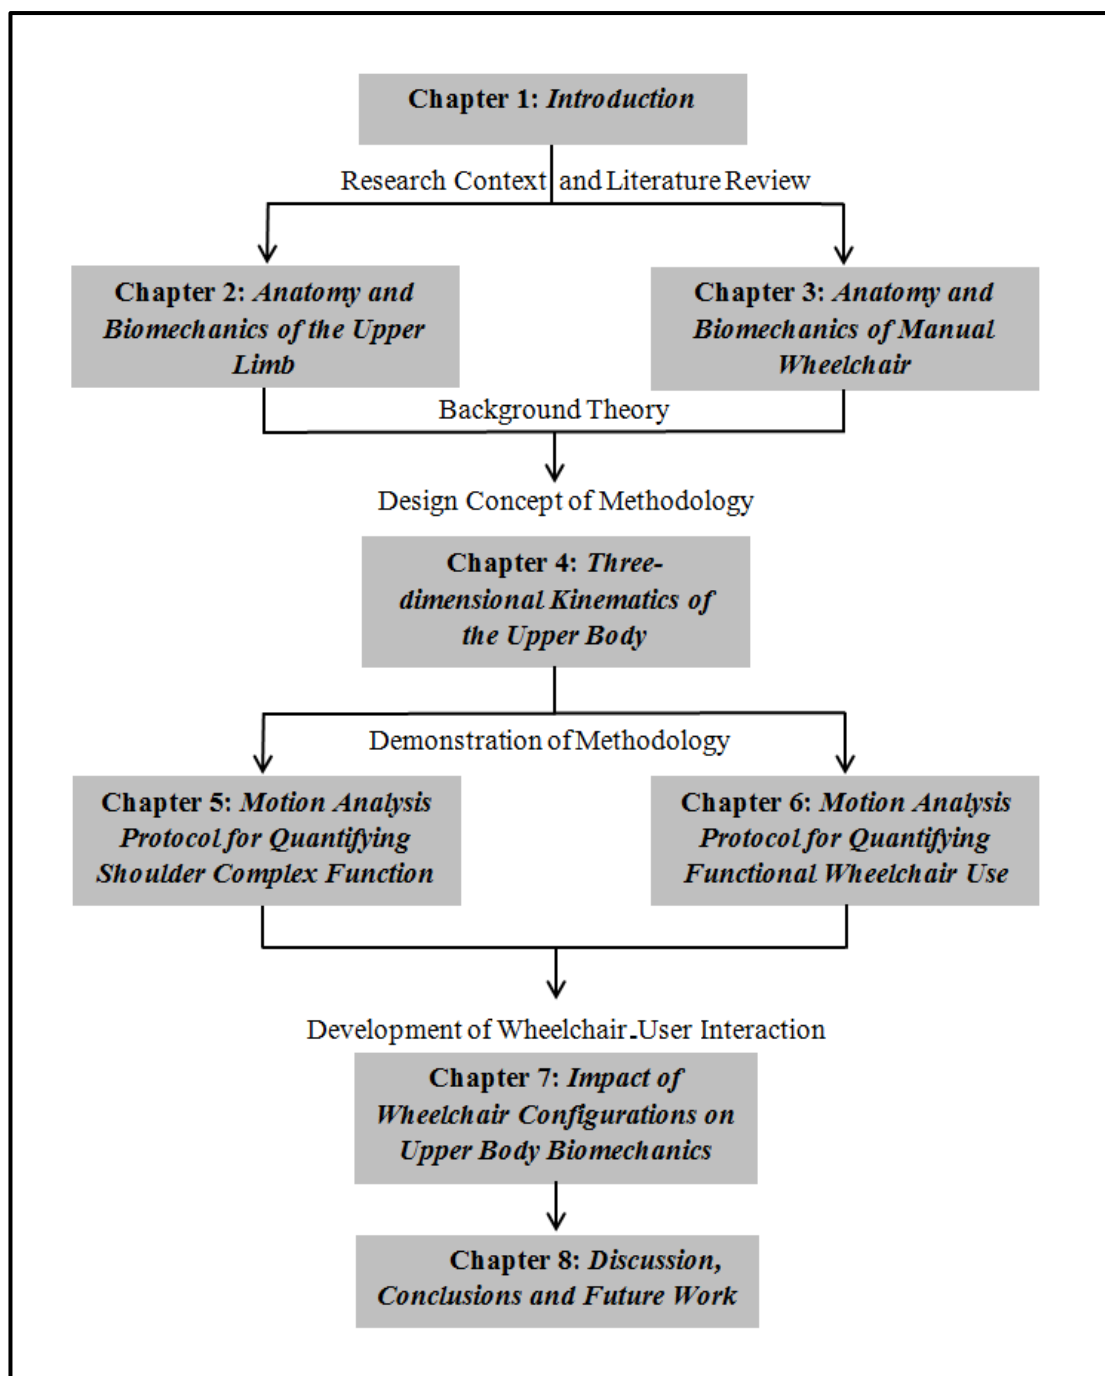 Chapter 1: Introduction
Research Context and Literature Review
Chapter 2: Anatomy and
Biomechanics of the Upper
Limb
Chapter 3: Anatomy and
Biomechanics of Manual
Wheelchair
Background Theory
Design Concept of Methodology
Chapter 4: Three-
dimensional Kinematics of
the Upper Body
Demonstration of Methodology
Chapter 5: Motion Analysis
Protocol for Quantifying
Shoulder Complex Function
Chapter 6: Motion Analysis
Protocol for Quantifying
Functional Wheelchair Use
Development of Wheelchair-User Interaction
Chapter 7: Impact of
Wheelchair Configurations on
Upper Body Biomechanics
Chapter 8: Discussion,
Conclusions and Future Work